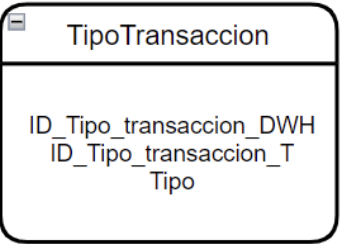 TipoTransaccion
ID_Tipo_transaccion_DWH
ID_Tipo_transaccion_T
Tipo